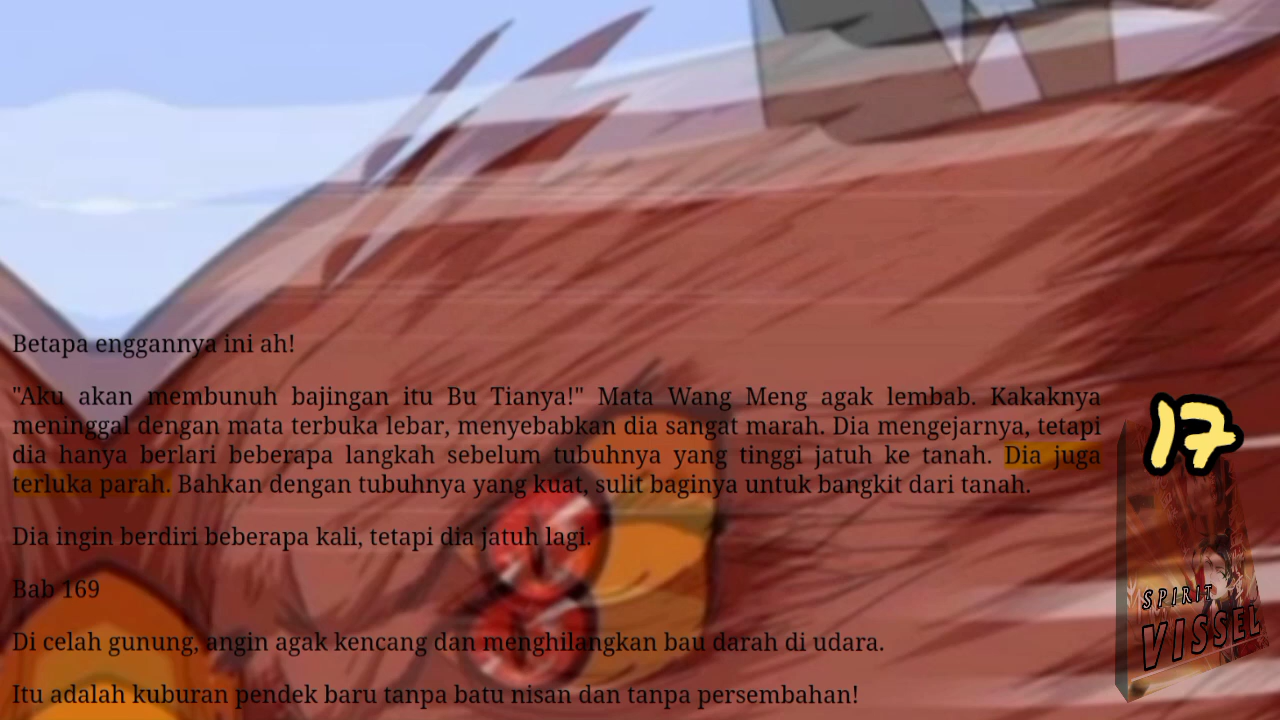 Betapa enggannya ini ah!
"Aku akan membunuh bajingan itu Bu Tianya!" Mata Wang Meng agak lembab. Kakaknya
meninggal dengan mata terbuka lebar, menyebabkan dia sangat marah. Dia mengejarnya, tetapi
dia hanya berlari beberapa langkah sebelum tubuhnya yang tinggi jatuh ke tanah. Dia juga
terluka parah. Bahkan dengan tubuhnya yang kuat, sulit baginya untuk bangkit dari tanah.
Dia ingin berdiri beberapa kali, tetapi dia jatuh lagi.
Bab 169
Di celah gunung, angin agak kencang dan menghilangkan bau darah di udara.
Itu adalah kuburan pendek baru tanpa batu nisan dan tanpa persembahan!
17
SPIRIT
VISSEL